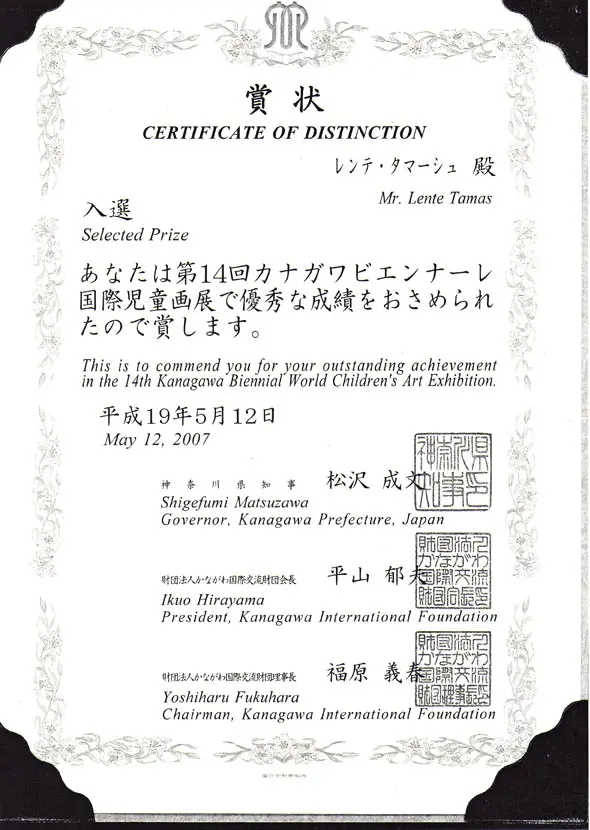 賞状
CERTIFICATE OF DISTINCTION
レンテ・タマーシュ 殿
Mr. Lente Tamas
入選
Selected Prize
あなたは第14回カナガワビエンナーレ
国際児童画展で優秀な成績をおさめられ
たので賞します。
This is to commend you for your outstanding achievement
in the 14th Kanagawa Biennial World Children's Art Exhibition.
平成19年5月12日
May 12, 2007
神奈川県知事 松沢 成文
Shigefumi Matsuzawa
Governor, Kanagawa Prefecture, Japan
財団法人かながわ国際交流財団会長 平山 郁夫
Ikuo Hirayama
President, Kanagawa International Foundation
財団法人かながわ国際交流財団理事長 福原 義春
Yoshiharu Fukuhara
Chairman, Kanagawa International Foundation